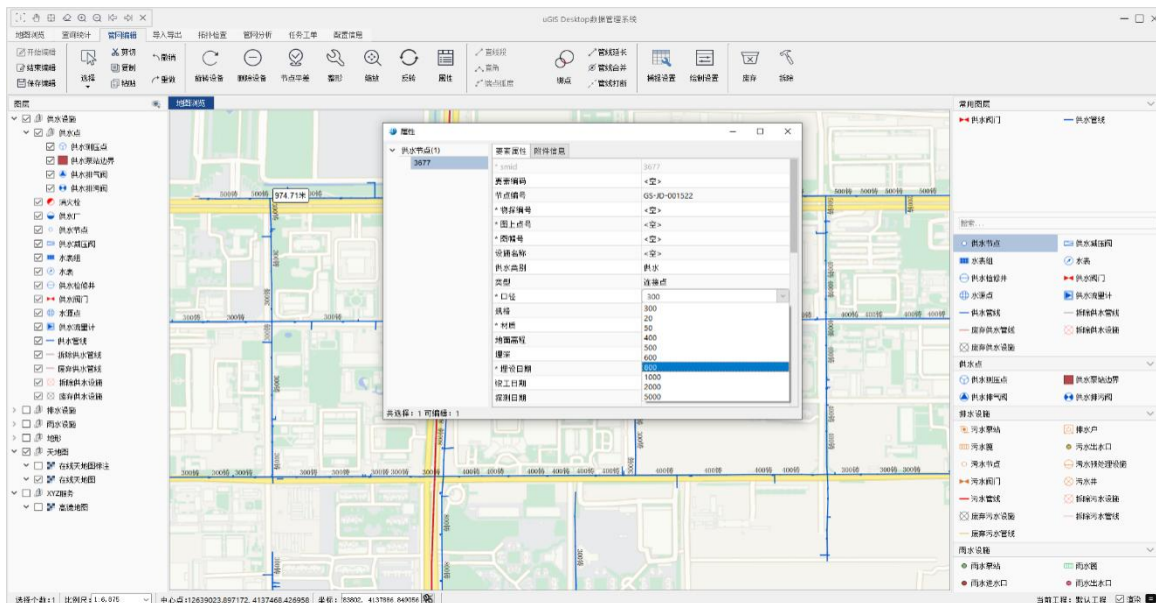 uGIS Desktop数据管理系统
地图浏览 查询统计 管网编辑 导入导出 拓扑检查 管网分析 任务工单 配置信息
开始编辑 结束编辑 保存编辑
选择
剪切 复制 粘贴
撤销 重做
旋转设备 删除设备 节点平差 整形 缩放 反转 属性
直线段 直角
锁点
管线延长 管线合并 管线打断
捕捉设置 绘制设置 废弃 拆除
图层
供水设施
供水点
供水测压点
供水泵站边界
供水排气阀
供水排污阀
消火栓
供水厂
供水节点
供水减压阀
水表组
水表
供水检修井
供水阀门
水源点
供水流量计
供水管线
拆除供水管线
废弃供水管线
拆除供水设施
废弃供水设施
排水设施
雨水设施
地形
天地图
在线天地图标注
在线天地图
XYZ服务
高德地图
地图浏览
974.71米
属性
供水节点(1)
3677
要素属性 附件信息
* smid 3677
要素编码 <空>
节点编号 GS-JD-001522
* 物探编号 <空>
* 图上点号 <空>
* 图幅号 <空>
设施名称 <空>
供水类别 供水
类型 连接点
* 口径 300
规格 300
20
* 材质 50
400
地面高程 500
埋深 600
* 埋设日期 800
竣工日期 1000
2000
探测日期 5000
共选择: 1 可编辑: 1
常用图层
供水阀门 供水管线
搜索...
供水节点 供水减压阀
水表组 水表
供水检修井 供水阀门
水源点 供水流量计
供水管线 拆除供水管线
废弃供水管线 拆除供水设施
废弃供水设施
供水点
供水测压点 供水泵站边界
供水排气阀 供水排污阀
排水设施
污水泵站 排水户
污水篦 污水出水口
污水节点 污水预处理设施
污水阀门 污水井
污水管线 拆除污水设施
废弃污水设施 拆除污水管线
废弃污水管线
雨水设施
雨水泵站 雨水篦
雨水进水口 雨水出水口
选择个数:1 比例尺: 1:6,875 中心点:12639023.897172, 4137468.426958 坐标:
当前工程: 默认工程 渲染